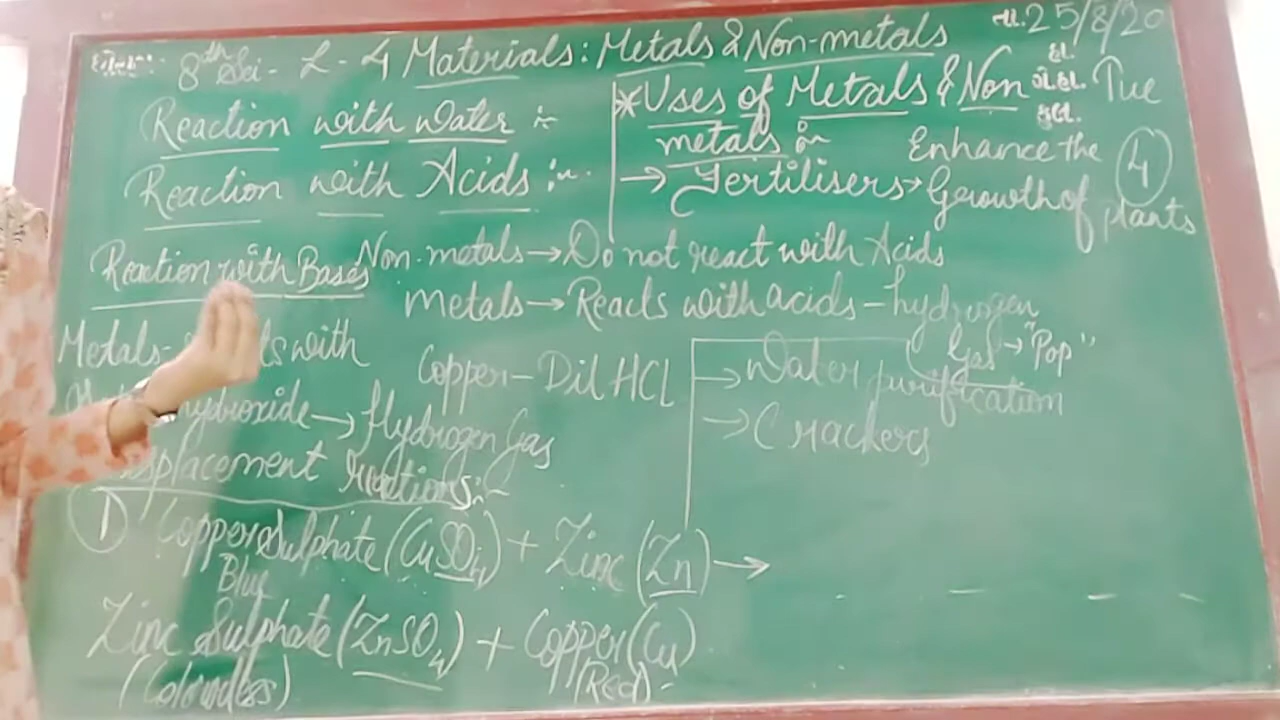 8th Sci - L - 4 Materials: Metals & Non-metals
તા. 25/8/20
Tue
4
Reaction with water :-
Reaction with Acids :-
* Uses of Metals & Non
metals :-
→ Fertilisers → Enhance the
Gerowth of plants
Reaction with Bases
Non-metals → Do not react with Acids
Metals → Reacts with acids - hydrogen
Gas → "Pop"
Metals - with
hydroxide → Hydrogen Gas
Copper - Dil HCL
→ Water purification
→ Crackers
reactions:-
1 Copper Sulphate (CuSO4) + Zinc (Zn) →
Blue
Zinc Sulphate (ZnSO4) + Copper (Cu)
(Red)